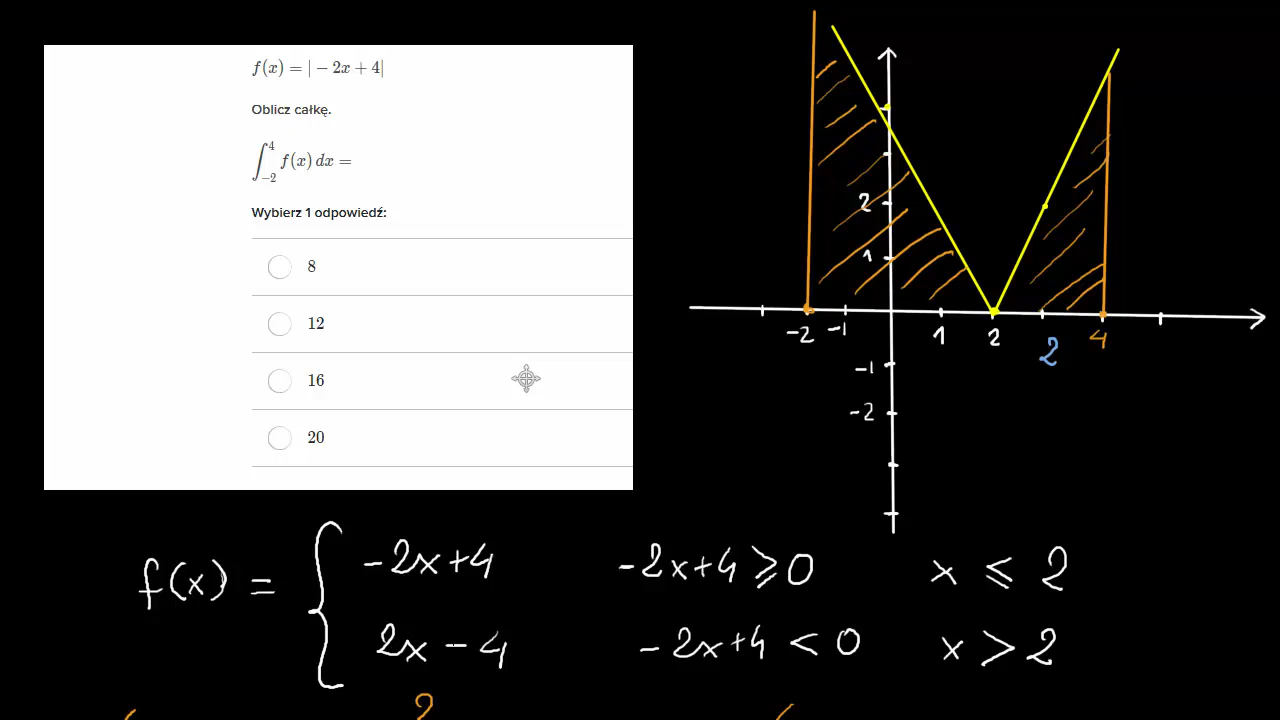 f(x) = | − 2x + 4|
Oblicz całkę.
∫_{−2}^{4} f(x) dx =
Wybierz 1 odpowiedź:
8
12
16
20
2
1
-2 -1 1 2 2 4
-1
-2
f(x) = { -2x+4 -2x+4 ⩾ 0 x ⩽ 2
2x - 4 -2x+4 < 0 x > 2